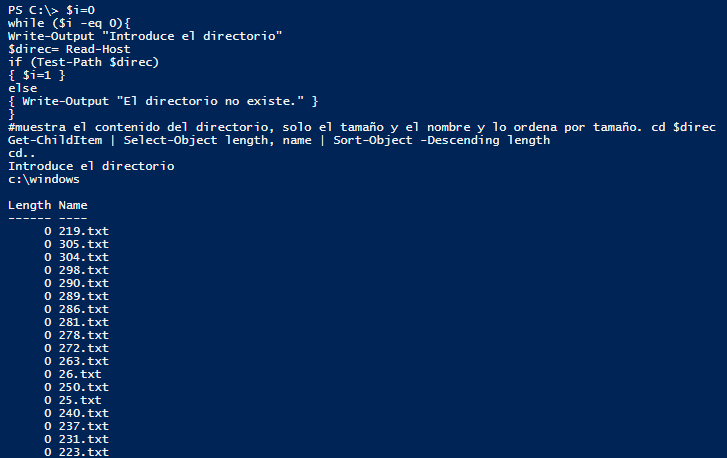 PS C:\> $i=0
while ($i -eq 0){
Write-Output "Introduce el directorio"
$direc= Read-Host
if (Test-Path $direc)
{ $i=1 }
else
{ Write-Output "El directorio no existe." }
}
#muestra el contenido del directorio, solo el tamaño y el nombre y lo ordena por tamaño. cd $direc
Get-ChildItem | Select-Object length, name | Sort-Object -Descending length
cd..
Introduce el directorio
c:\windows
Length Name
------ ----
0 219.txt
0 305.txt
0 304.txt
0 298.txt
0 290.txt
0 289.txt
0 286.txt
0 281.txt
0 278.txt
0 272.txt
0 263.txt
0 26.txt
0 250.txt
0 25.txt
0 240.txt
0 237.txt
0 231.txt
0 223.txt